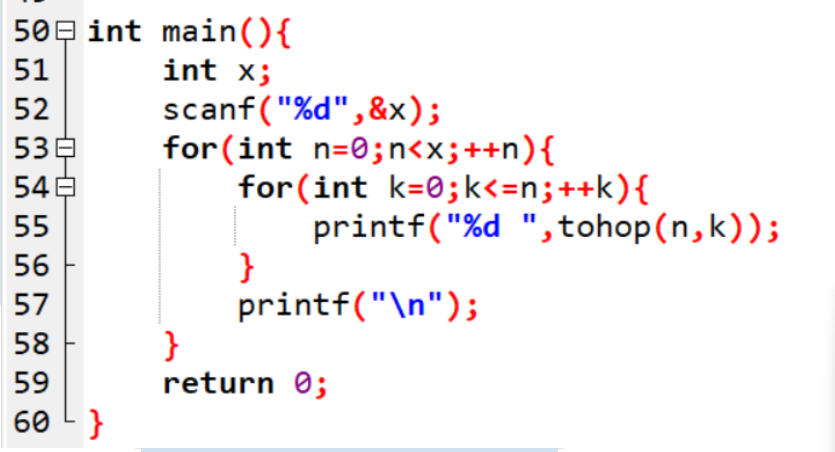 50 int main(){
51 int x;
52 scanf("%d",&x);
53 for(int n=0;n<x;++n){
54 for(int k=0;k<=n;++k){
55 printf("%d ",tohop(n,k));
56 }
57 printf("\n");
58 }
59 return 0;
60 }